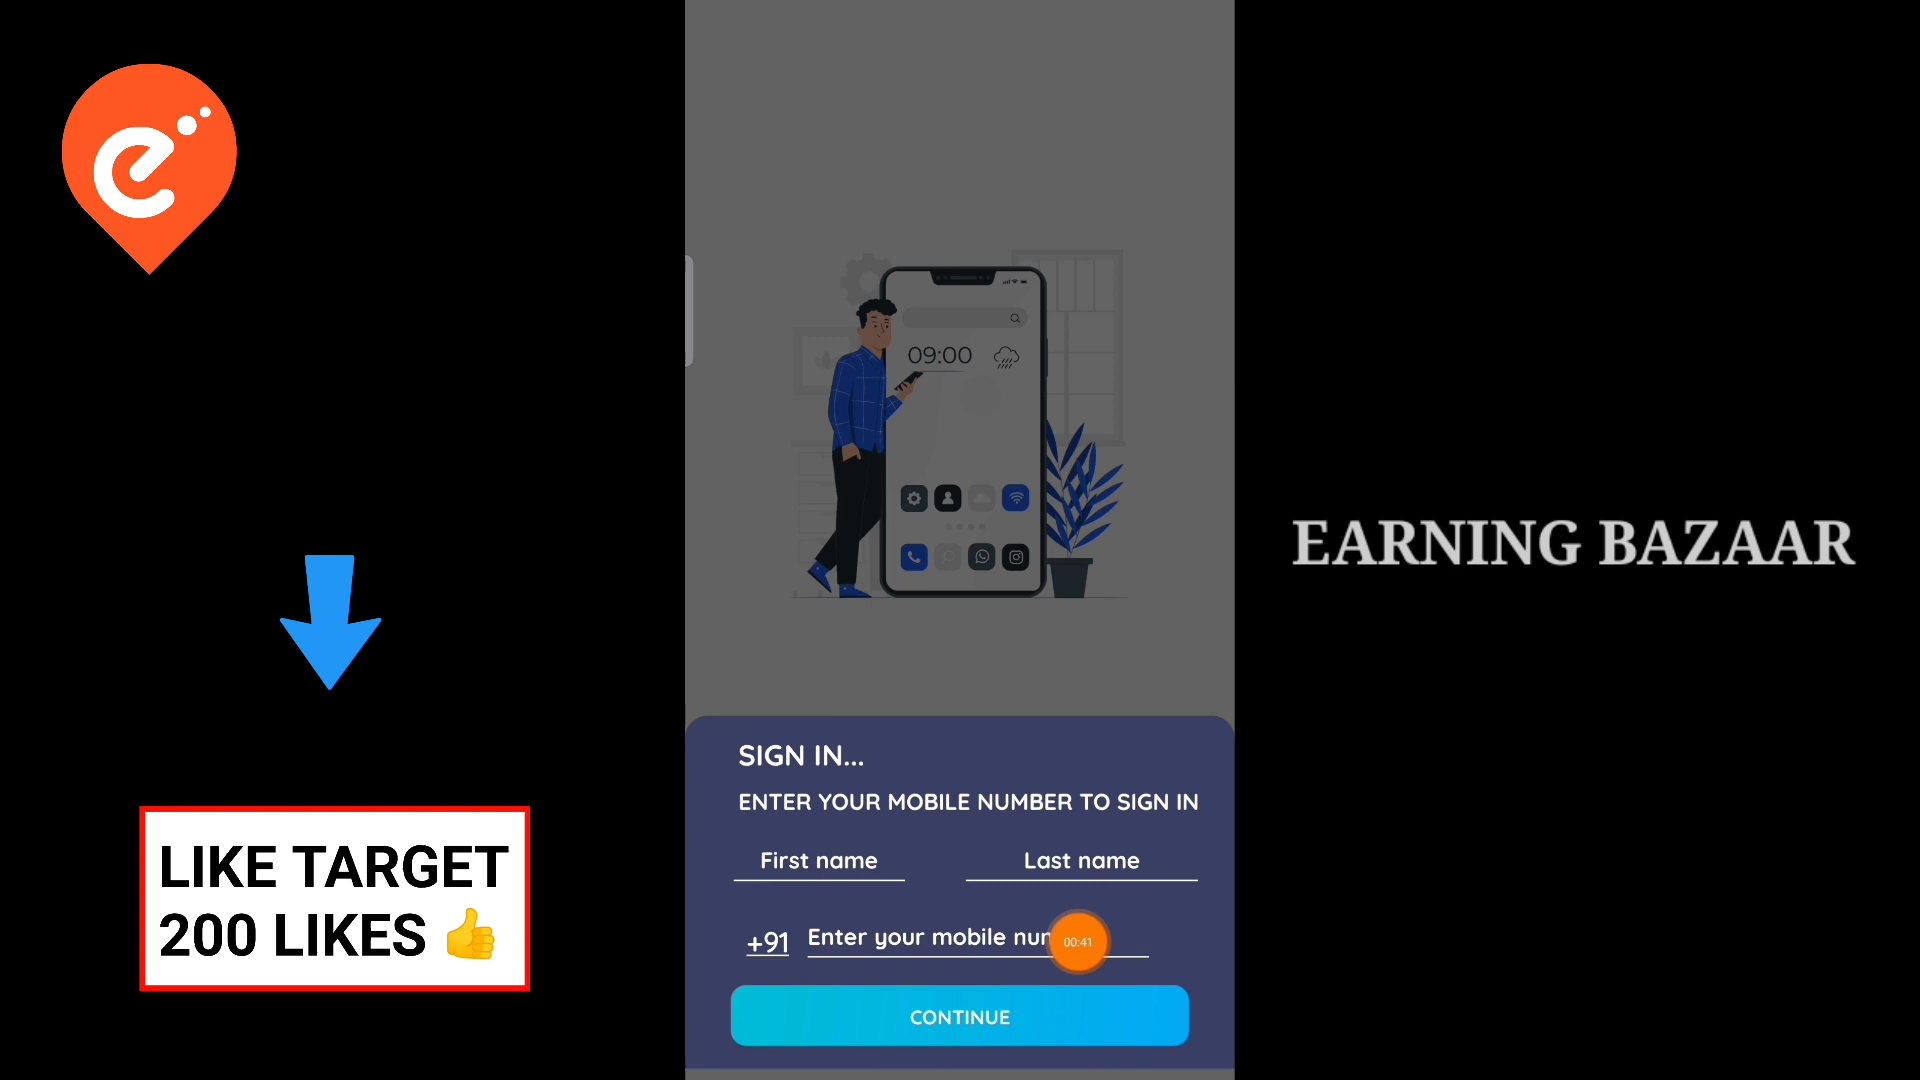 09:00
EARNING BAZAAR
SIGN IN...
ENTER YOUR MOBILE NUMBER TO SIGN IN
First name
Last name
+91 Enter your mobile
00:41
CONTINUE
LIKE TARGET
200 LIKES 👍